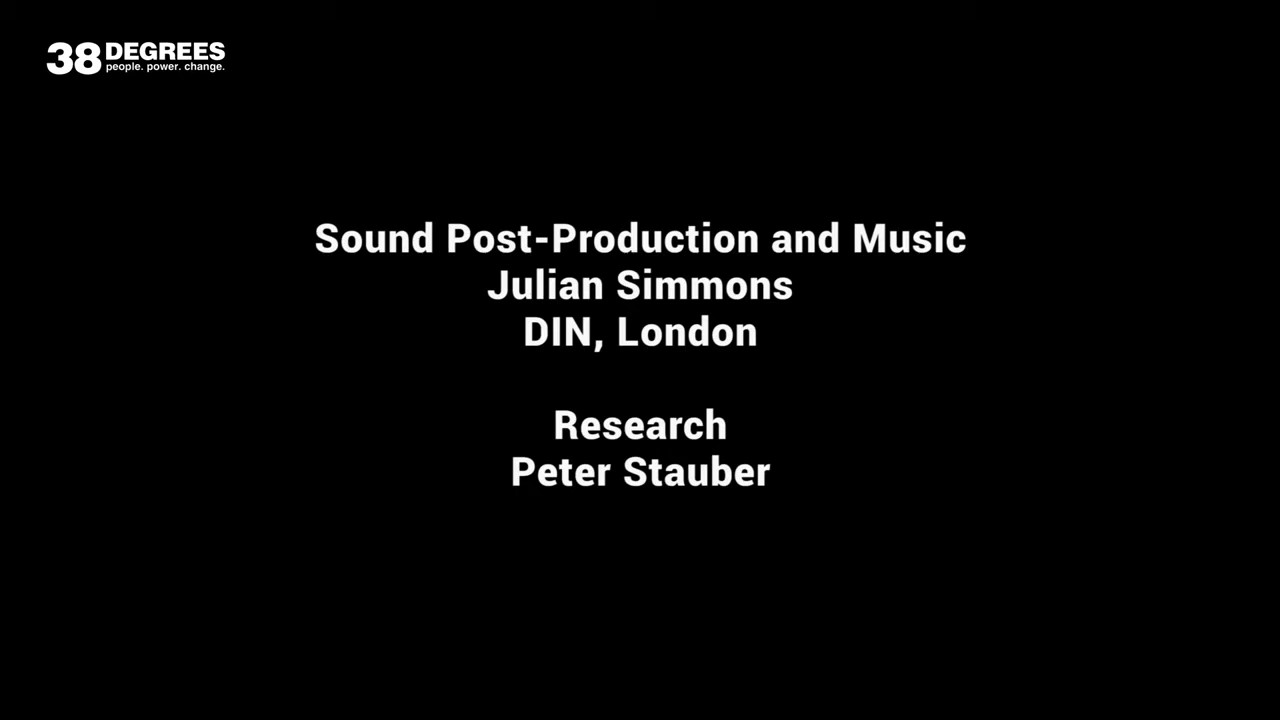 38 DEGREES
people. power. change.
Sound Post-Production and Music
Julian Simmons
DIN, London
Research
Peter Stauber